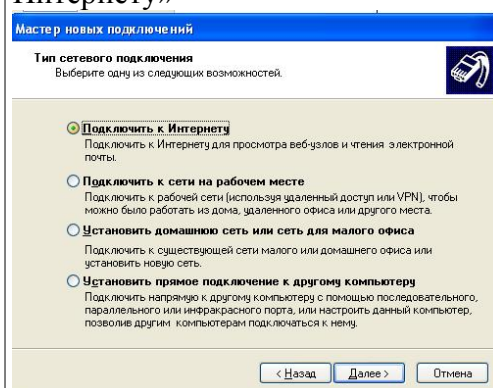 Интернету»
Мастер новых подключений
Тип сетевого подключения
Выберите одну из следующих возможностей.
Подключить к Интернету
Подключить к Интернету для просмотра веб-узлов и чтения электронной
почты.
Подключить к сети на рабочем месте
Подключить к рабочей сети (используя удаленный доступ или VPN), чтобы
можно было работать из дома, удаленного офиса или другого места.
Установить домашнюю сеть или сеть для малого офиса
Подключить к существующей сети малого или домашнего офиса или
установить новую сеть.
Установить прямое подключение к другому компьютеру
Подключить напрямую к другому компьютеру с помощью последовательного,
параллельного или инфракрасного порта, или настроить данный компьютер,
позволив другим компьютерам подключаться к нему.
< Назад Далее > Отмена